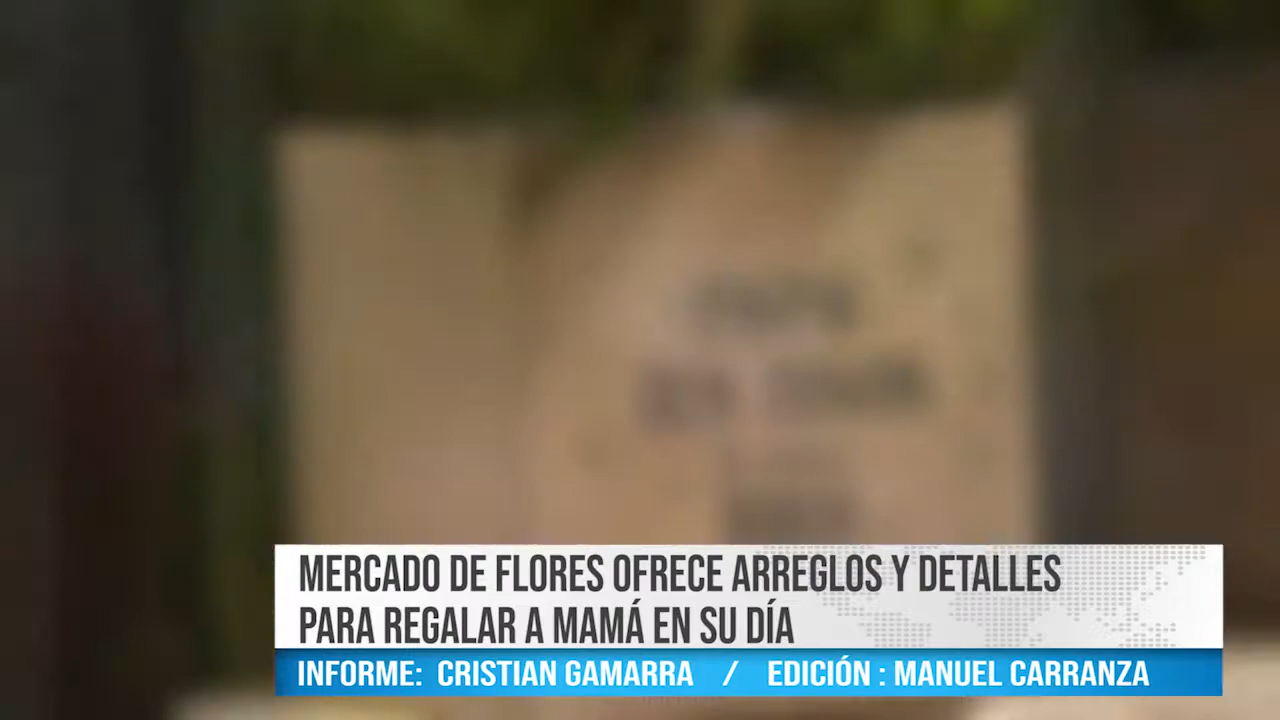 MERCADO DE FLORES OFRECE ARREGLOS Y DETALLES
PARA REGALAR A MAMÁ EN SU DÍA
INFORME: CRISTIAN GAMARRA / EDICIÓN : MANUEL CARRANZA